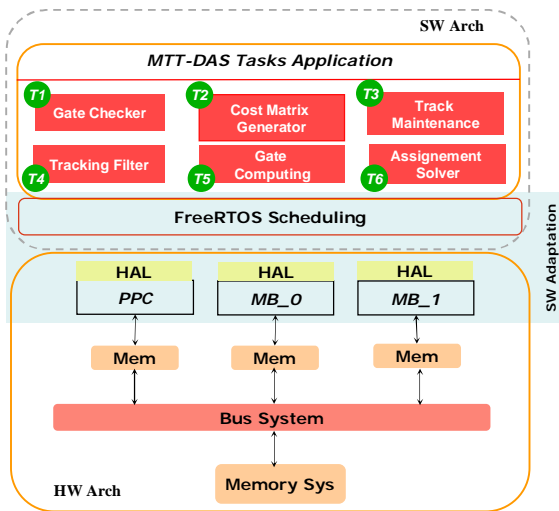 SW Arch
MTT-DAS Tasks Application
T1
T2
T3
Gate Checker
Cost Matrix
Generator
Track
Maintenance
Tracking Filter
Gate
Computing
Assignement
Solver
T4
T5
T6
FreeRTOS Scheduling
SW Adaptation
HAL
HAL
HAL
PPC
MB_0
MB_1
Mem
Mem
Mem
Bus System
Memory Sys
HW Arch